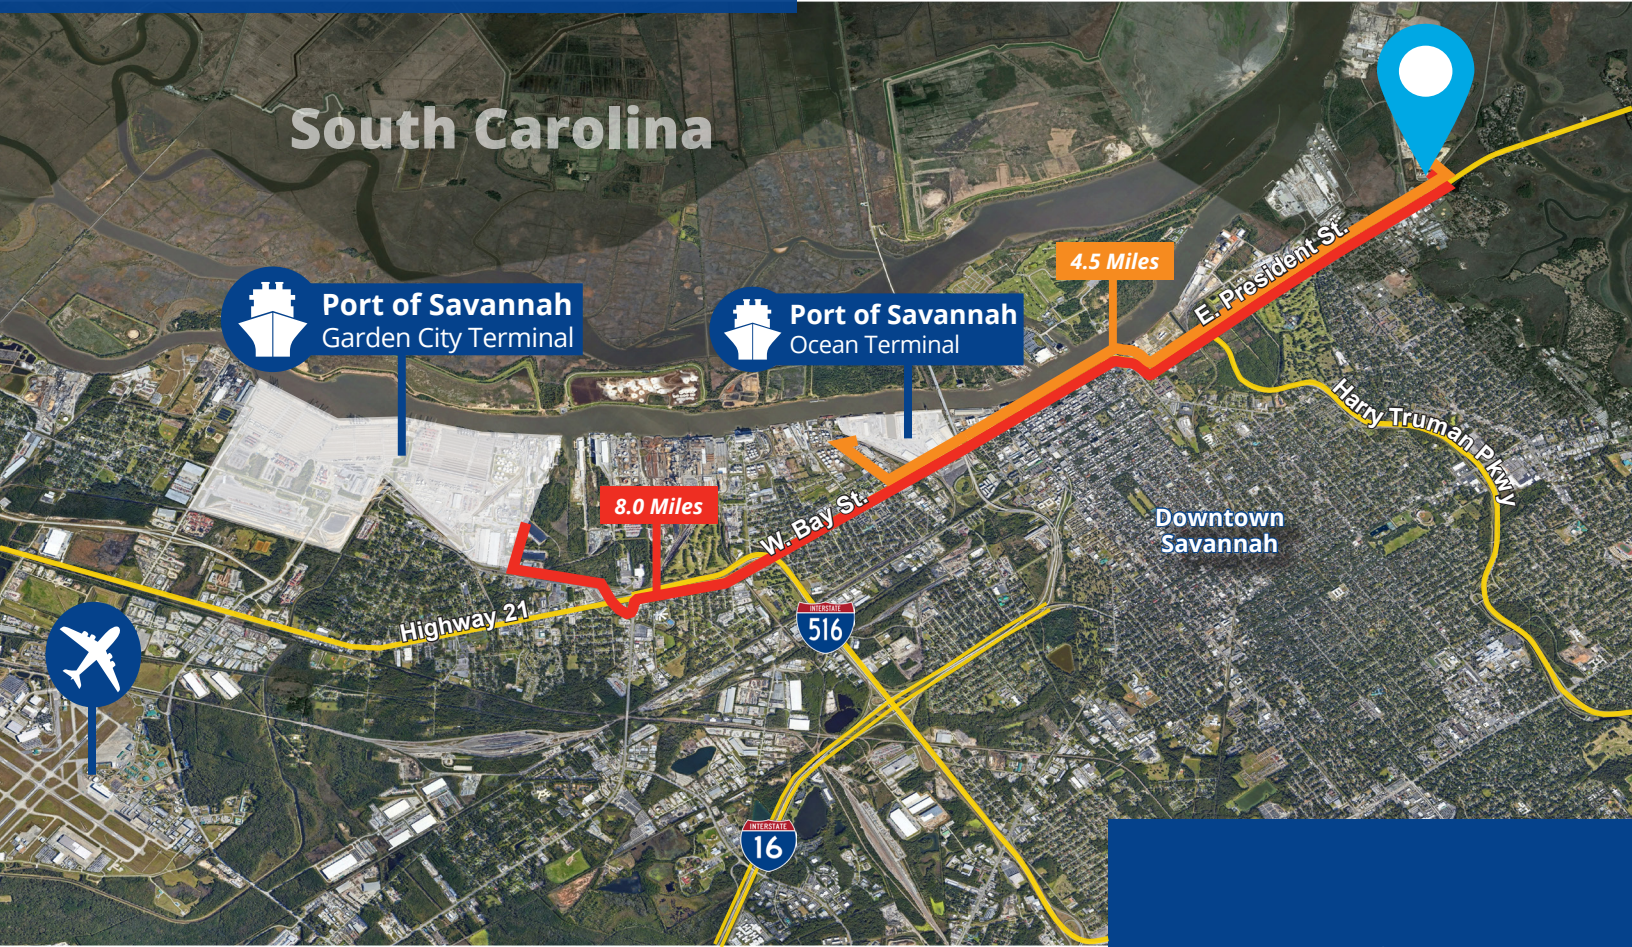 South Carolina
4.5 Miles
E. President St.
Port of Savannah
Garden City Terminal
Port of Savannah
Ocean Terminal
Harry Truman Pkwy
8.0 Miles
W. Bay St.
Downtown
Savannah
Highway 21
INTERSTATE
516
INTERSTATE
16